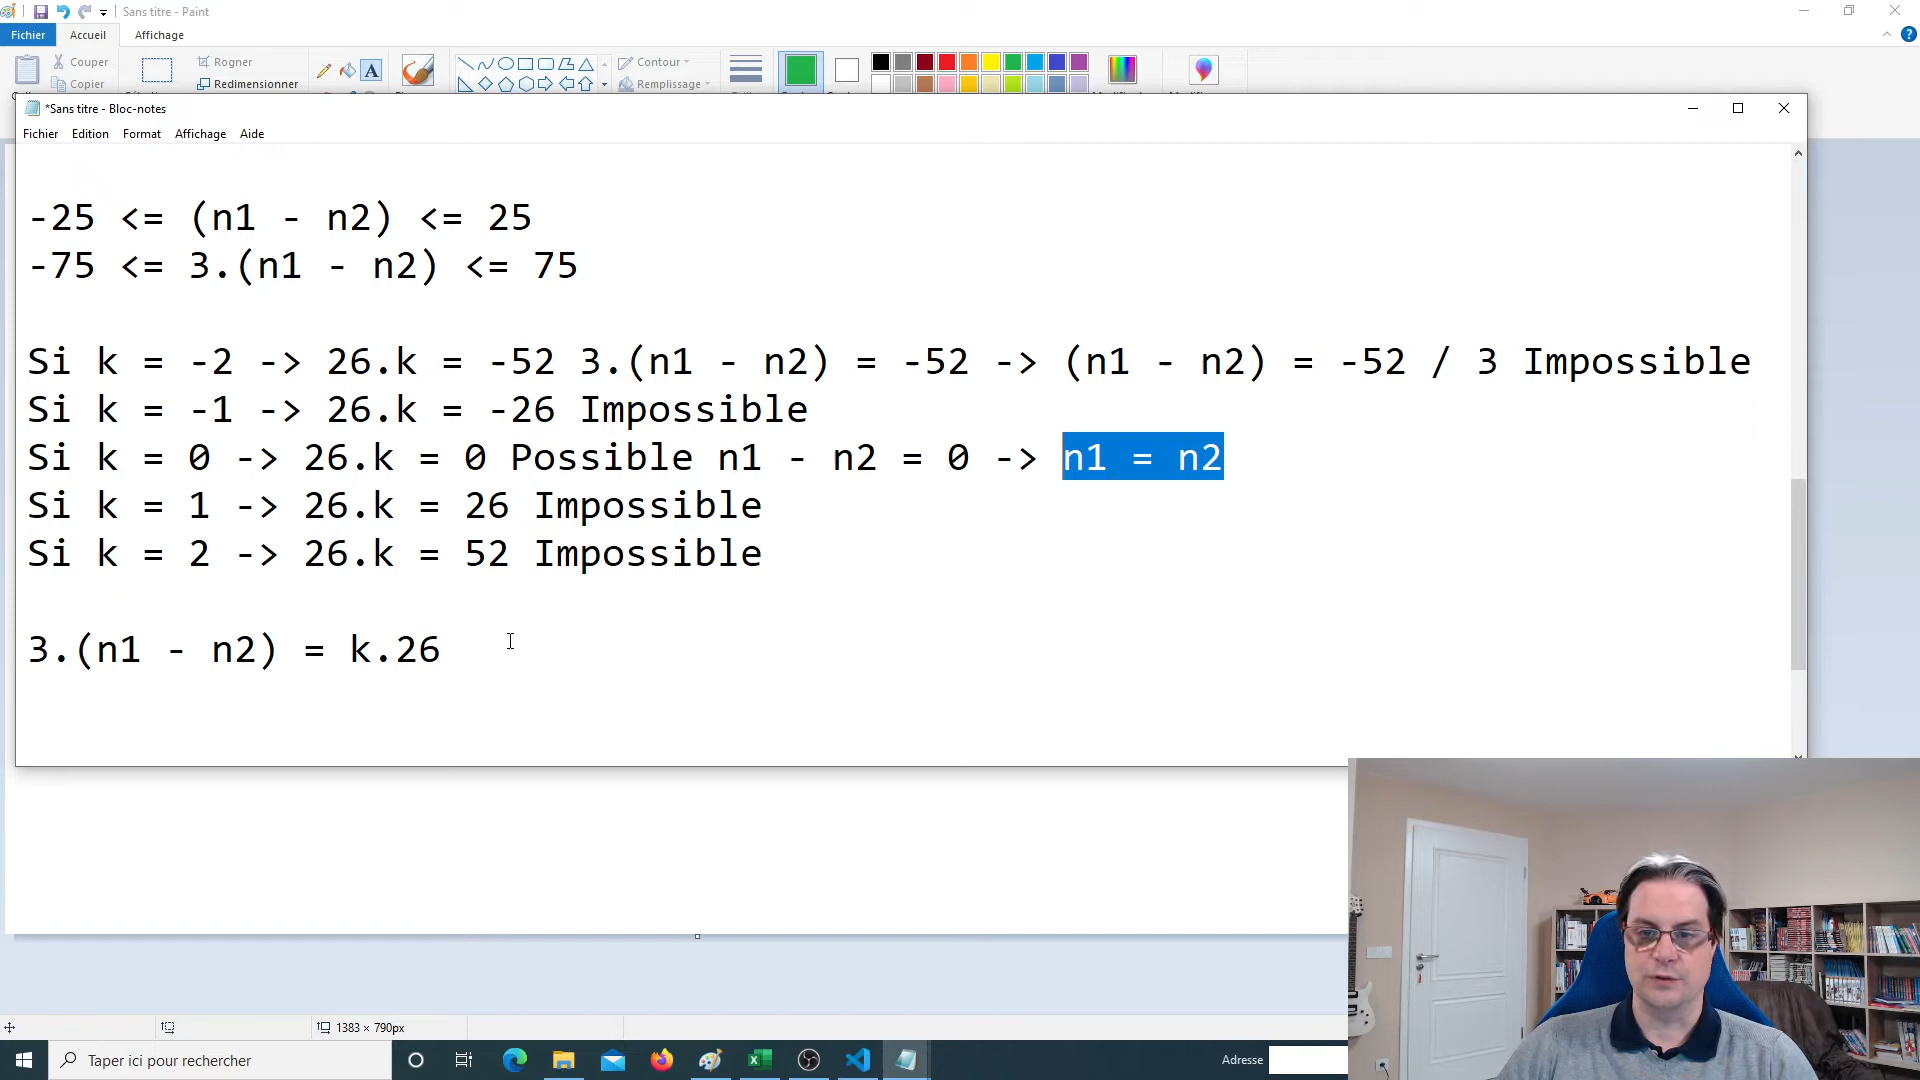 Sans titre - Paint
Fichier
Accueil
Affichage
Couper
Copier
Rogner
Redimensionner
Contour
Remplissage
*Sans titre - Bloc-notes
Fichier
Edition
Format
Affichage
Aide
-25 <= (n1 - n2) <= 25
-75 <= 3.(n1 - n2) <= 75
Si k = -2 -> 26.k = -52 3.(n1 - n2) = -52 -> (n1 - n2) = -52 / 3 Impossible
Si k = -1 -> 26.k = -26 Impossible
Si k = 0 -> 26.k = 0 Possible n1 - n2 = 0 -> n1 = n2
Si k = 1 -> 26.k = 26 Impossible
Si k = 2 -> 26.k = 52 Impossible
3.(n1 - n2) = k.26
1383 × 790px
Taper ici pour rechercher
Adresse